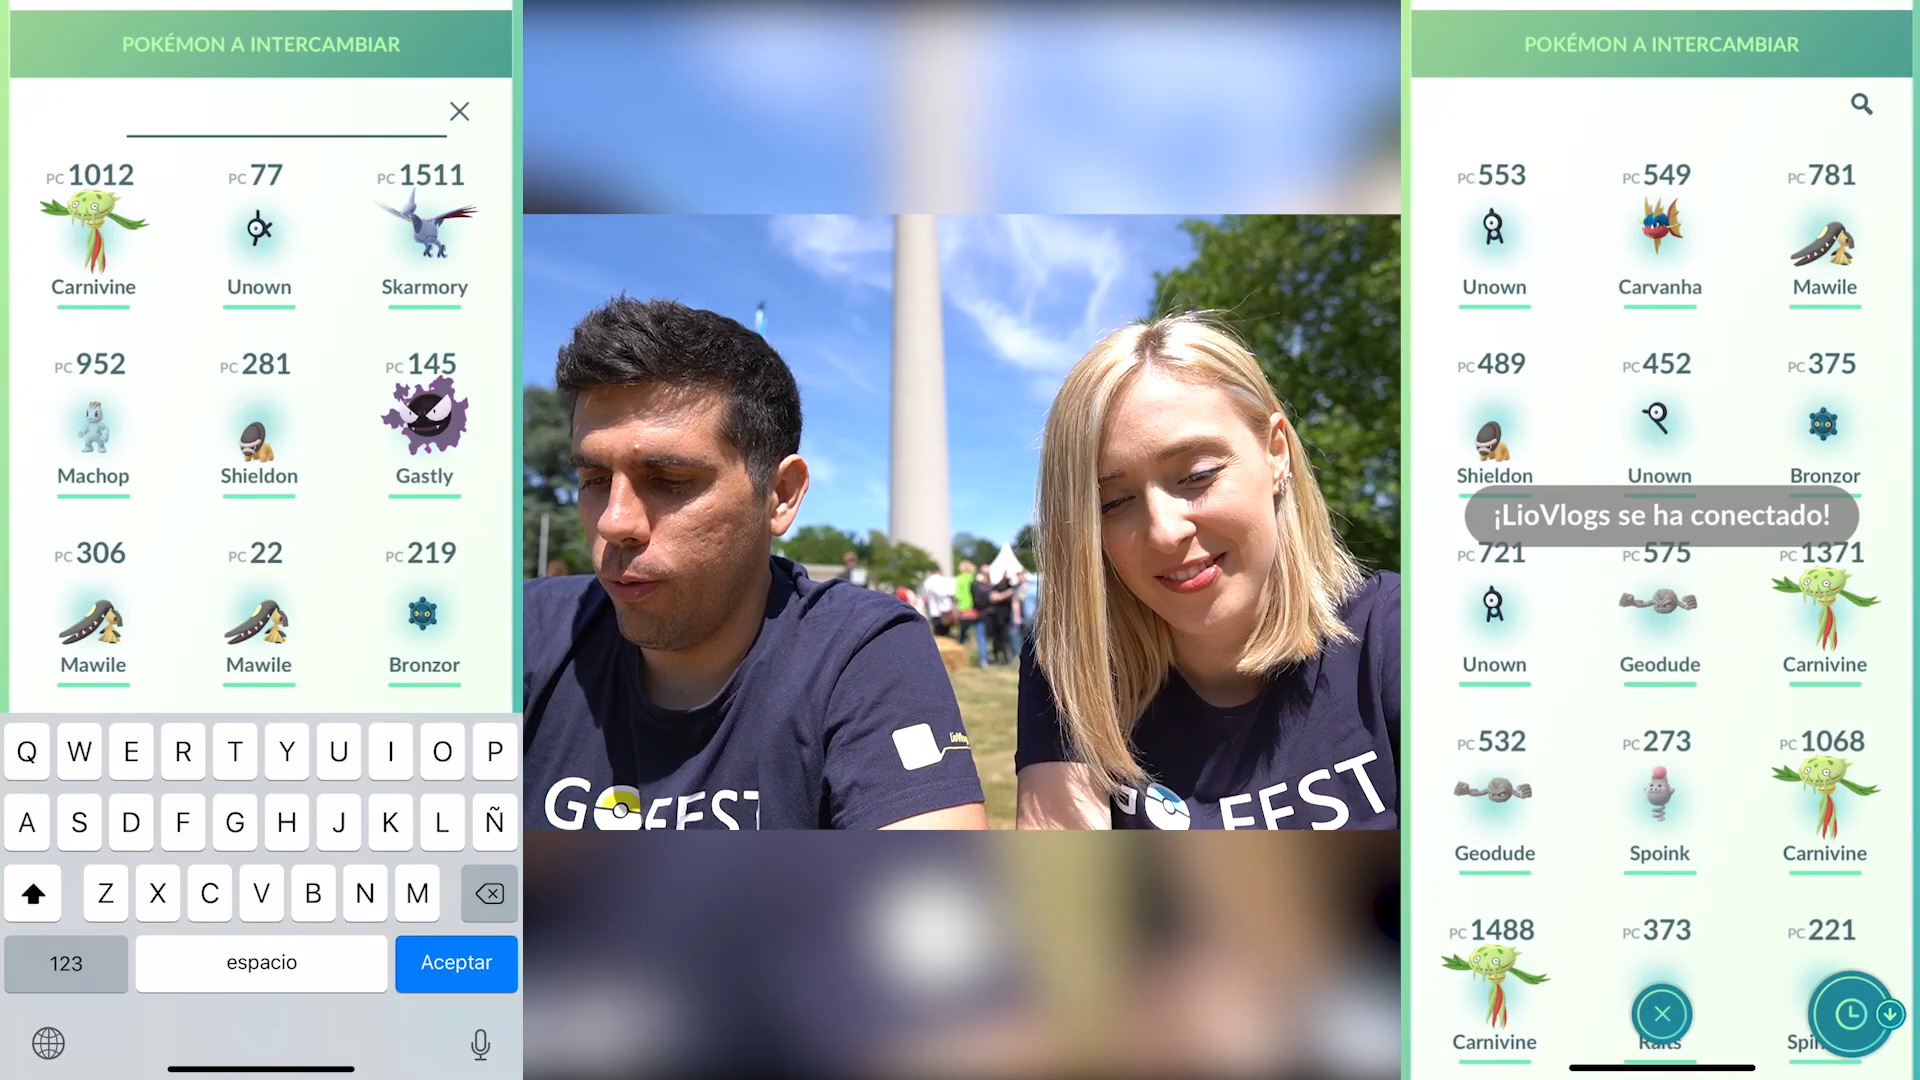 POKÉMON A INTERCAMBIAR
PC 1012
PC 77
PC 1511
Carnivine
Unown
Skarmory
PC 952
PC 281
PC 145
Machop
Shieldon
Gastly
PC 306
PC 22
PC 219
Mawile
Mawile
Bronzor
Q W E R T Y U I O P
A S D F G H J K L Ñ
Z X C V B N M
123
espacio
Aceptar
LioVlogs
GO FEST
FEST
POKÉMON A INTERCAMBIAR
PC 553
PC 549
PC 781
Unown
Carvanha
Mawile
PC 489
PC 452
PC 375
Shieldon
Unown
Bronzor
¡LioVlogs se ha conectado!
PC 721
PC 575
PC 1371
Unown
Geodude
Carnivine
PC 532
PC 273
PC 1068
Geodude
Spoink
Carnivine
PC 1488
PC 373
PC 221
Carnivine
Ralts